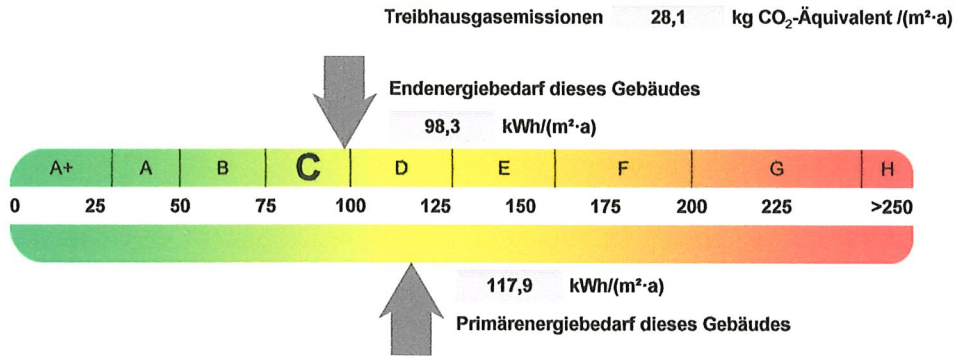 Treibhausgasemissionen 28,1 kg CO₂-Äquivalent /(m²·a)
Endenergiebedarf dieses Gebäudes
98,3 kWh/(m²·a)
A+ A B C D E F G H
0 25 50 75 100 125 150 175 200 225 >250
117,9 kWh/(m²·a)
Primärenergiebedarf dieses Gebäudes